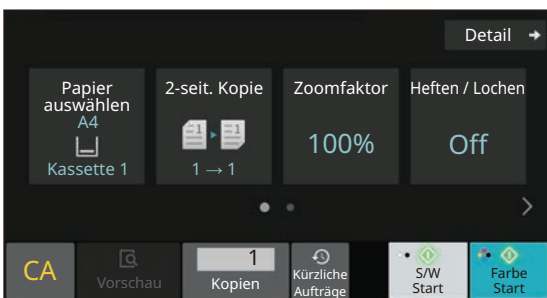 Detail
Papier
auswählen
A4
Kassette 1
2-seit. Kopie
1 → 1
Zoomfaktor
100%
Heften / Lochen
Off
CA
Vorschau
1
Kopien
Kürzliche
Aufträge
S/W
Start
Farbe
Start